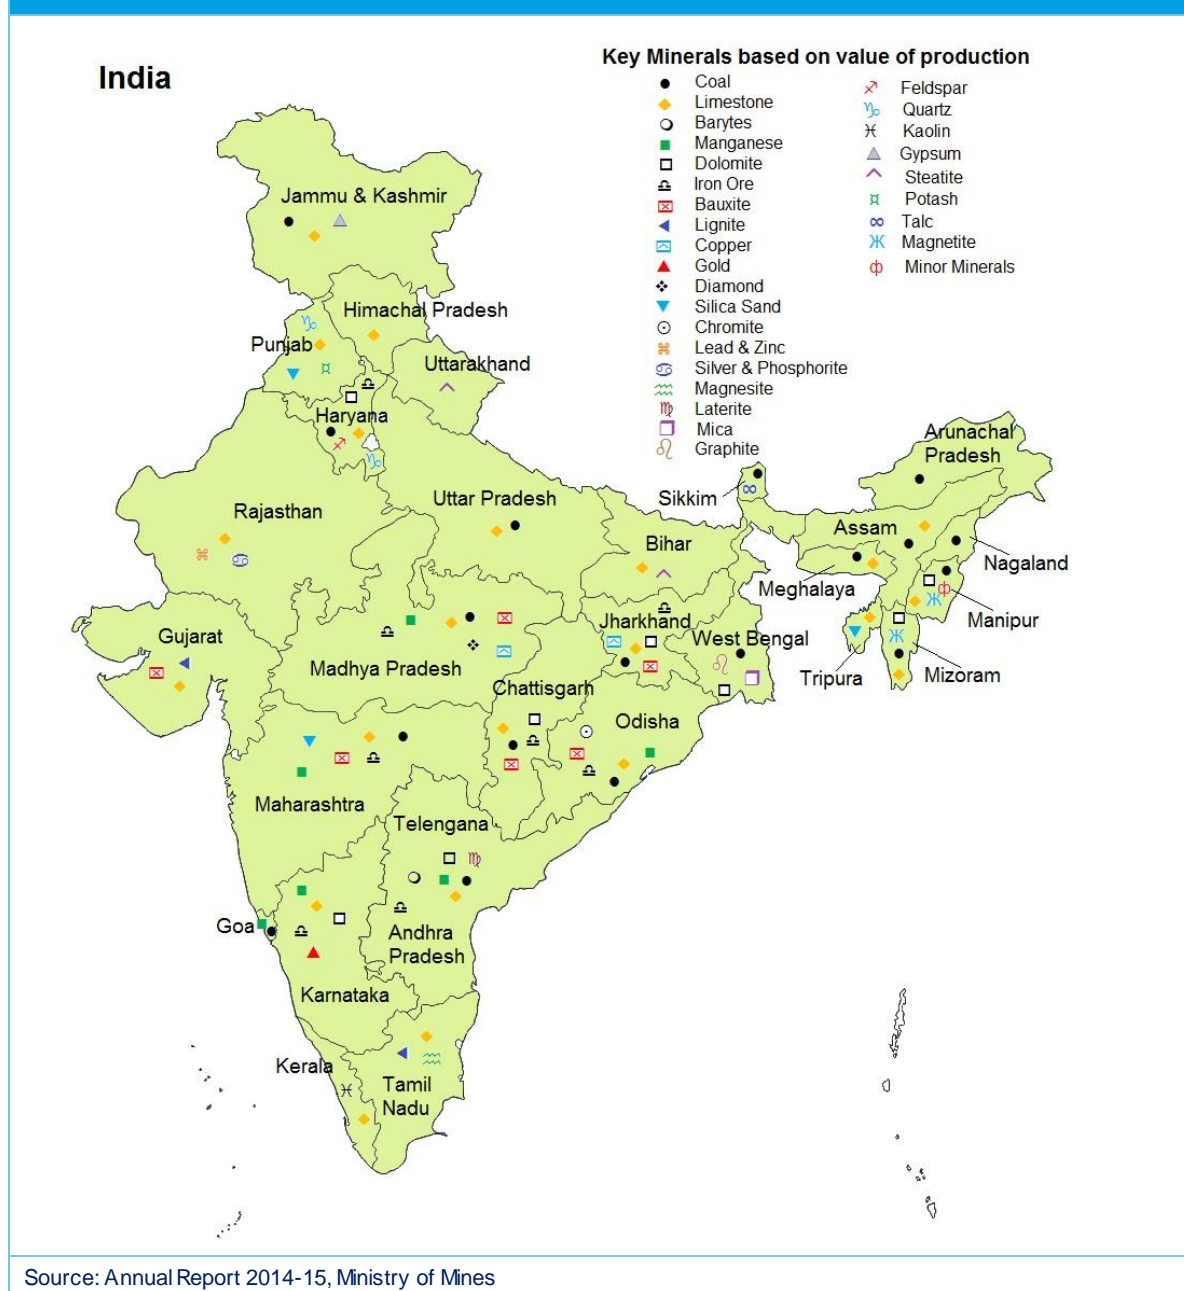 India
Key Minerals based on value of production
Coal
Limestone
Barytes
Manganese
Dolomite
Iron Ore
Bauxite
Lignite
Copper
Gold
Diamond
Silica Sand
Chromite
Lead & Zinc
Silver & Phosphorite
Magnesite
Laterite
Mica
Graphite
Feldspar
Quartz
Kaolin
Gypsum
Steatite
Potash
Talc
Magnetite
Minor Minerals
Jammu & Kashmir
Himachal Pradesh
Punjab
Uttarakhand
Haryana
Arunachal
Pradesh
Sikkim
Uttar Pradesh
Rajasthan
Assam
Bihar
Nagaland
Meghalaya
Manipur
Jharkhand
Gujarat
West Bengal
Madhya Pradesh
Tripura
Mizoram
Chattisgarh
Odisha
Maharashtra
Telengana
Goa
Andhra
Pradesh
Karnataka
Kerala
Tamil
Nadu
Source: Annual Report 2014-15, Ministry of Mines